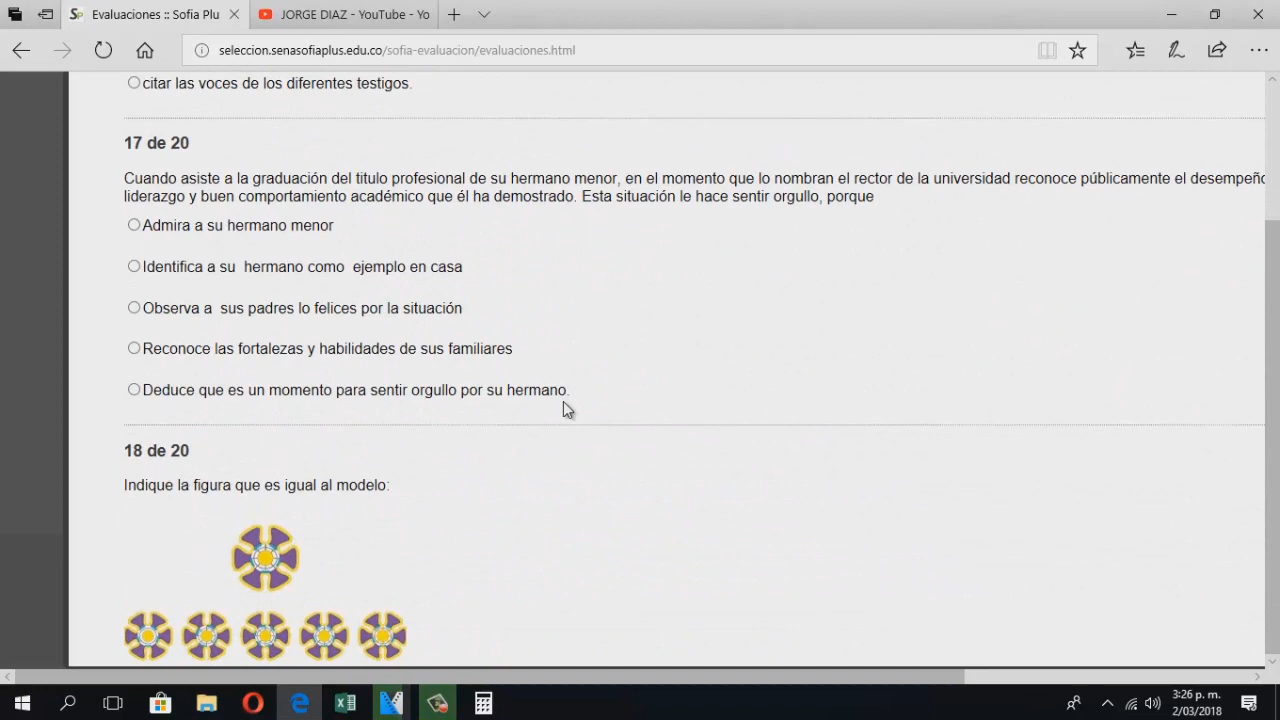 Evaluaciones :: Sofia Plu
JORGE DIAZ - YouTube - Yo
seleccion.senasofiaplus.edu.co/sofia-evaluacion/evaluaciones.html
citar las voces de los diferentes testigos.
17 de 20
Cuando asiste a la graduación del titulo profesional de su hermano menor, en el momento que lo nombran el rector de la universidad reconoce públicamente el desempeño
liderazgo y buen comportamiento académico que él ha demostrado. Esta situación le hace sentir orgullo, porque
Admira a su hermano menor
Identifica a su hermano como ejemplo en casa
Observa a sus padres lo felices por la situación
Reconoce las fortalezas y habilidades de sus familiares
Deduce que es un momento para sentir orgullo por su hermano.
18 de 20
Indique la figura que es igual al modelo:
3:26 p. m.
2/03/2018